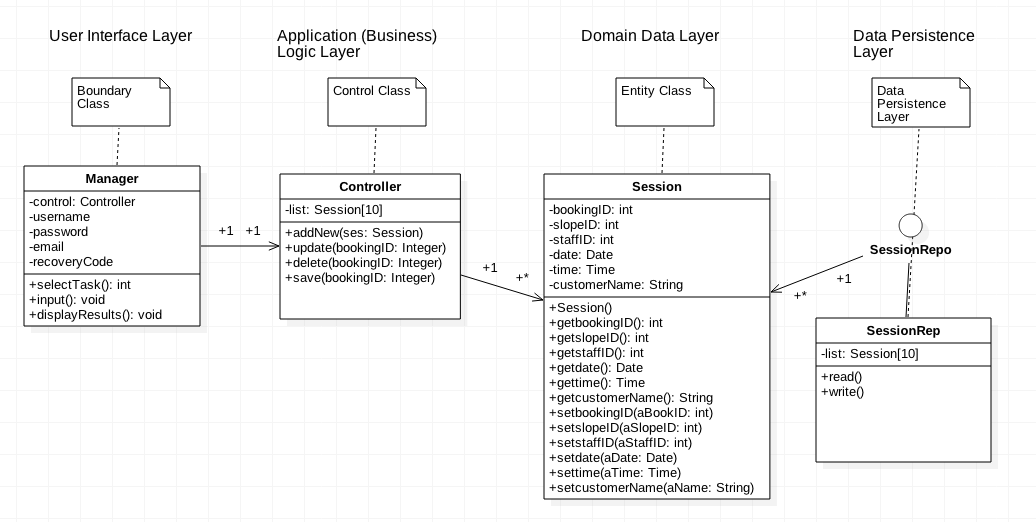 User Interface Layer
Application (Business)
Logic Layer
Domain Data Layer
Data Persistence
Layer
Boundary
Class
Control Class
Entity Class
Data
Persistence
Layer
Manager
-control: Controller
-username
-password
-email
-recoveryCode
+selectTask(): int
+input(): void
+displayResults(): void
+1
+1
Controller
-list: Session[10]
+addNew(ses: Session)
+update(bookingID: Integer)
+delete(bookingID: Integer)
+save(bookingID: Integer)
+1
+*
Session
-bookingID: int
-slopeID: int
-staffID: int
-date: Date
-time: Time
-customerName: String
+Session()
+getbookingID(): int
+getslopeID(): int
+getstaffID(): int
+getdate(): Date
+gettime(): Time
+getcustomerName(): String
+setbookingID(aBookID: int)
+setslopeID(aSlopeID: int)
+setstaffID(aStaffID: int)
+setdate(aDate: Date)
+settime(aTime: Time)
+setcustomerName(aName: String)
SessionRepo
+1
+*
SessionRep
-list: Session[10]
+read()
+write()